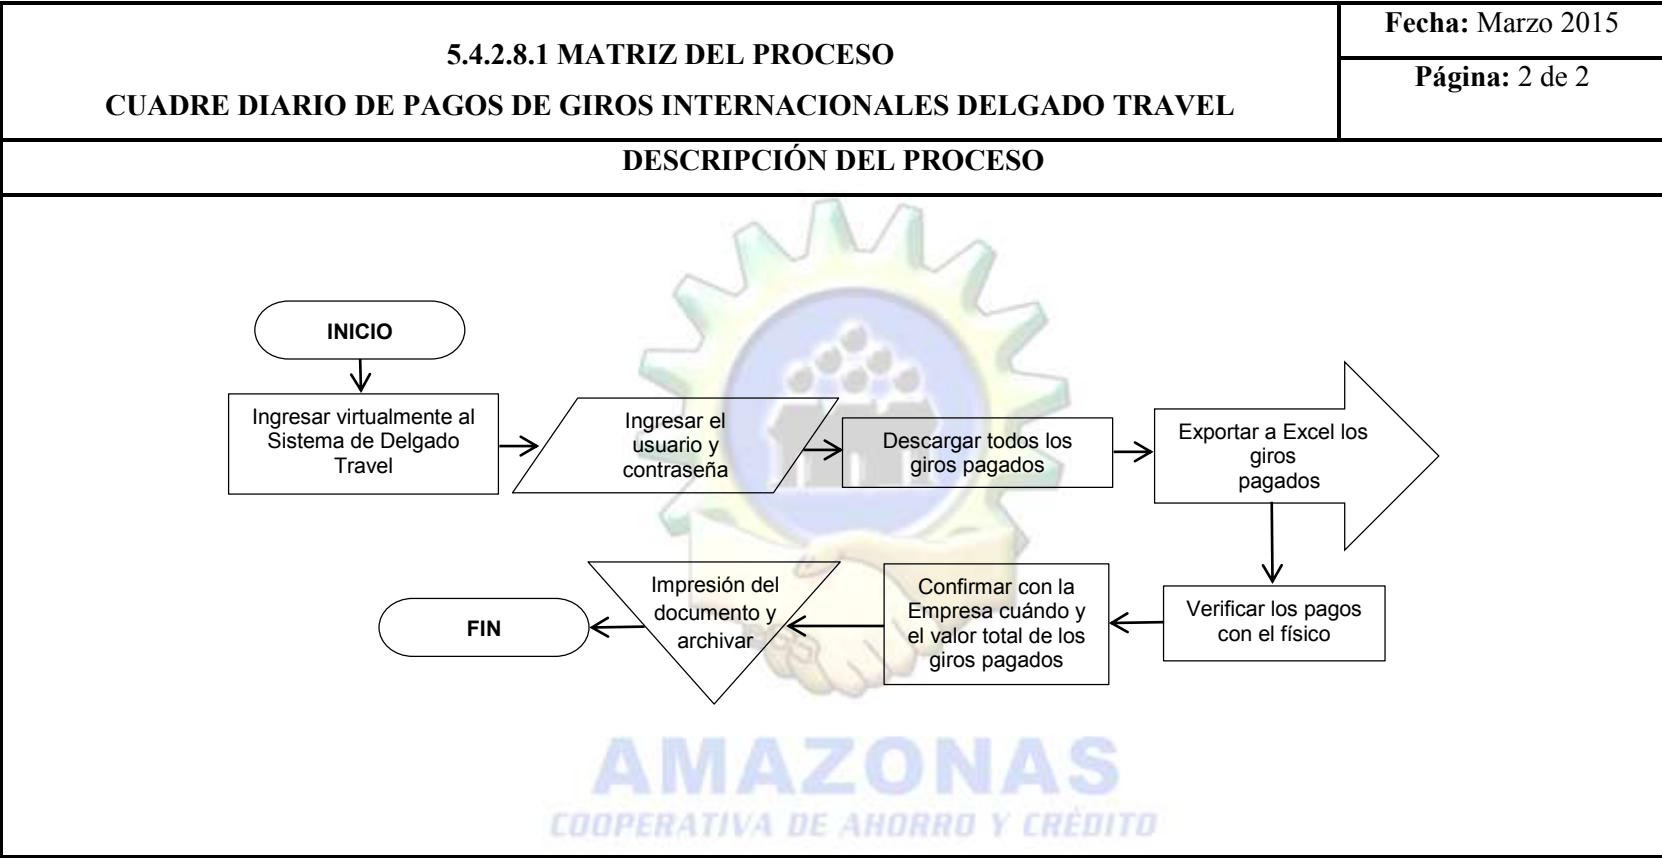 5.4.2.8.1 MATRIZ DEL PROCESO
CUADRE DIARIO DE PAGOS DE GIROS INTERNACIONALES DELGADO TRAVEL
Fecha: Marzo 2015
Página: 2 de 2
DESCRIPCIÓN DEL PROCESO
INICIO
Ingresar virtualmente al
Sistema de Delgado
Travel
Ingresar el
usuario y
contraseña
Descargar todos los
giros pagados
Exportar a Excel los
giros
pagados
Verificar los pagos
con el físico
Confirmar con la
Empresa cuándo y
el valor total de los
giros pagados
Impresión del
documento y
archivar
FIN
AMAZONAS
COOPERATIVA DE AHORRO Y CRÉDITO